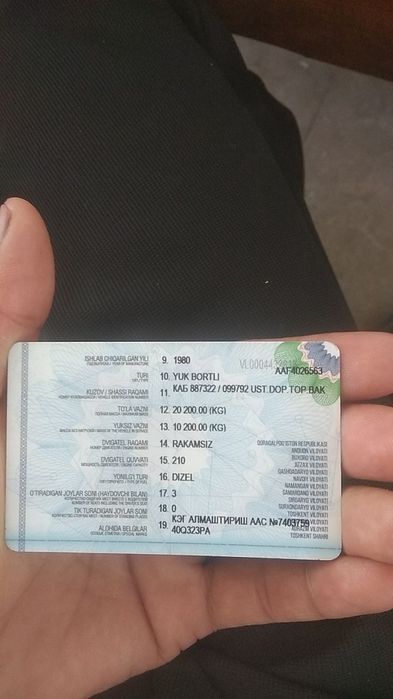 ISHLAB CHIQARILGAN YILI 9. 1980
VL0004423818
AAF4026563
TURI 10. YUK BORTLI
KUZOV / SHASSI RAQAMI 11. КАБ 887322 / 099792 UST.DOP.TOP.BAK
TO'LA VAZNI 12. 20 200.00 (KG)
YUKSIZ VAZNI 13. 10 200.00 (KG)
DVIGATEL RAQAMI 14. RAKAMSIZ
DVIGATEL QUVVATI 15. 210
YONILG'I TURI 16. DIZEL
O'TIRADIGAN JOYLAR SONI (HAYDOVCHI BILAN) 17. 3
TIK TURADIGAN JOYLAR SONI 18. 0
ALOHIDA BELGILAR 19. КЭГ АЛМАШТИРИШ ААС №7403759
40Q323PA
QORAQALPOG'ISTON RESPUBLIKASI
ANDIJON VILOYATI
BUXORO VILOYATI
JIZZAX VILOYATI
QASHQADARYO VILOYATI
NAVOIY VILOYATI
NAMANGAN VILOYATI
SAMARQAND VILOYATI
SIRDARYO VILOYATI
SURXONDARYO VILOYATI
TOSHKENT VILOYATI
TOSHKENT SHAHRI